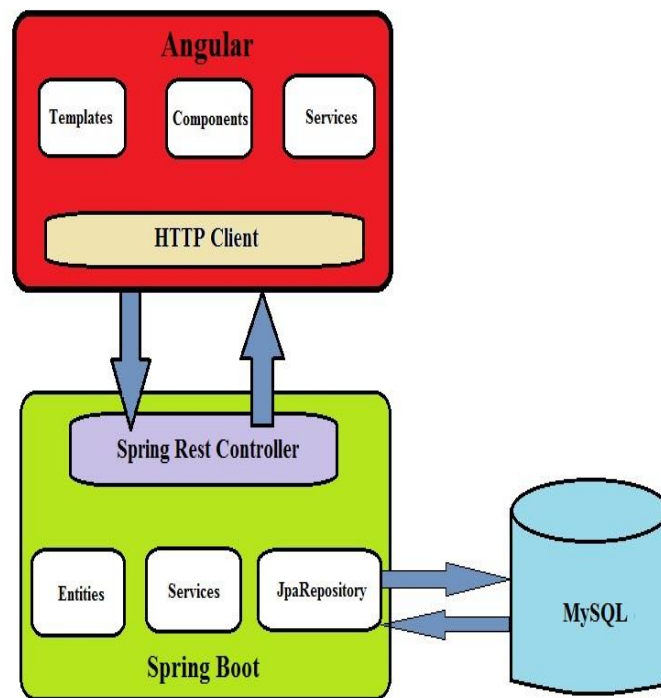 Angular
Templates
Components
Services
HTTP Client
Spring Rest Controller
Entities
Services
JpaRepository
MySQL
Spring Boot